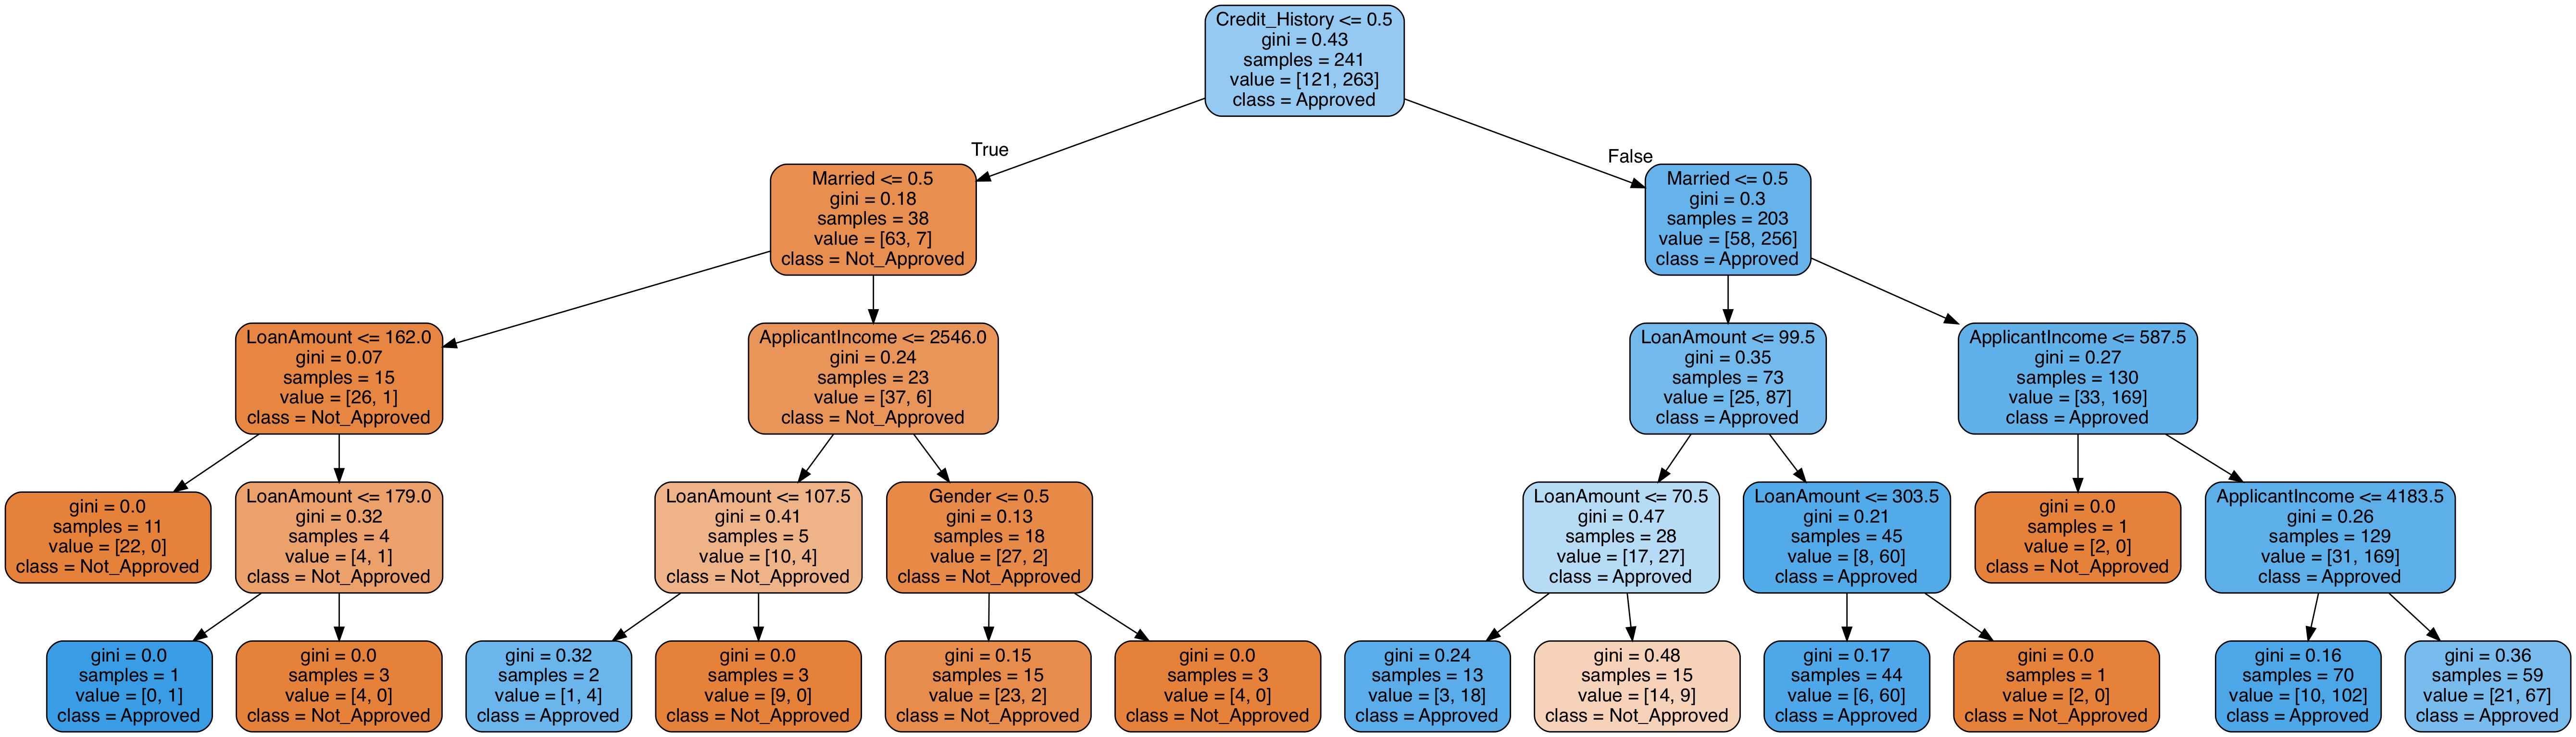 Credit_History <= 0.5
gini = 0.43
samples = 241
value = [121, 263]
class = Approved
True
False
Married <= 0.5
gini = 0.18
samples = 38
value = [63, 7]
class = Not_Approved
Married <= 0.5
gini = 0.3
samples = 203
value = [58, 256]
class = Approved
LoanAmount <= 162.0
gini = 0.07
samples = 15
value = [26, 1]
class = Not_Approved
ApplicantIncome <= 2546.0
gini = 0.24
samples = 23
value = [37, 6]
class = Not_Approved
LoanAmount <= 99.5
gini = 0.35
samples = 73
value = [25, 87]
class = Approved
ApplicantIncome <= 587.5
gini = 0.27
samples = 130
value = [33, 169]
class = Approved
gini = 0.0
samples = 11
value = [22, 0]
class = Not_Approved
LoanAmount <= 179.0
gini = 0.32
samples = 4
value = [4, 1]
class = Not_Approved
LoanAmount <= 107.5
gini = 0.41
samples = 5
value = [10, 4]
class = Not_Approved
Gender <= 0.5
gini = 0.13
samples = 18
value = [27, 2]
class = Not_Approved
LoanAmount <= 70.5
gini = 0.47
samples = 28
value = [17, 27]
class = Approved
LoanAmount <= 303.5
gini = 0.21
samples = 45
value = [8, 60]
class = Approved
gini = 0.0
samples = 1
value = [2, 0]
class = Not_Approved
ApplicantIncome <= 4183.5
gini = 0.26
samples = 129
value = [31, 169]
class = Approved
gini = 0.0
samples = 1
value = [0, 1]
class = Approved
gini = 0.0
samples = 3
value = [4, 0]
class = Not_Approved
gini = 0.32
samples = 2
value = [1, 4]
class = Approved
gini = 0.0
samples = 3
value = [9, 0]
class = Not_Approved
gini = 0.15
samples = 15
value = [23, 2]
class = Not_Approved
gini = 0.0
samples = 3
value = [4, 0]
class = Not_Approved
gini = 0.24
samples = 13
value = [3, 18]
class = Approved
gini = 0.48
samples = 15
value = [14, 9]
class = Not_Approved
gini = 0.17
samples = 44
value = [6, 60]
class = Approved
gini = 0.0
samples = 1
value = [2, 0]
class = Not_Approved
gini = 0.16
samples = 70
value = [10, 102]
class = Approved
gini = 0.36
samples = 59
value = [21, 67]
class = Approved